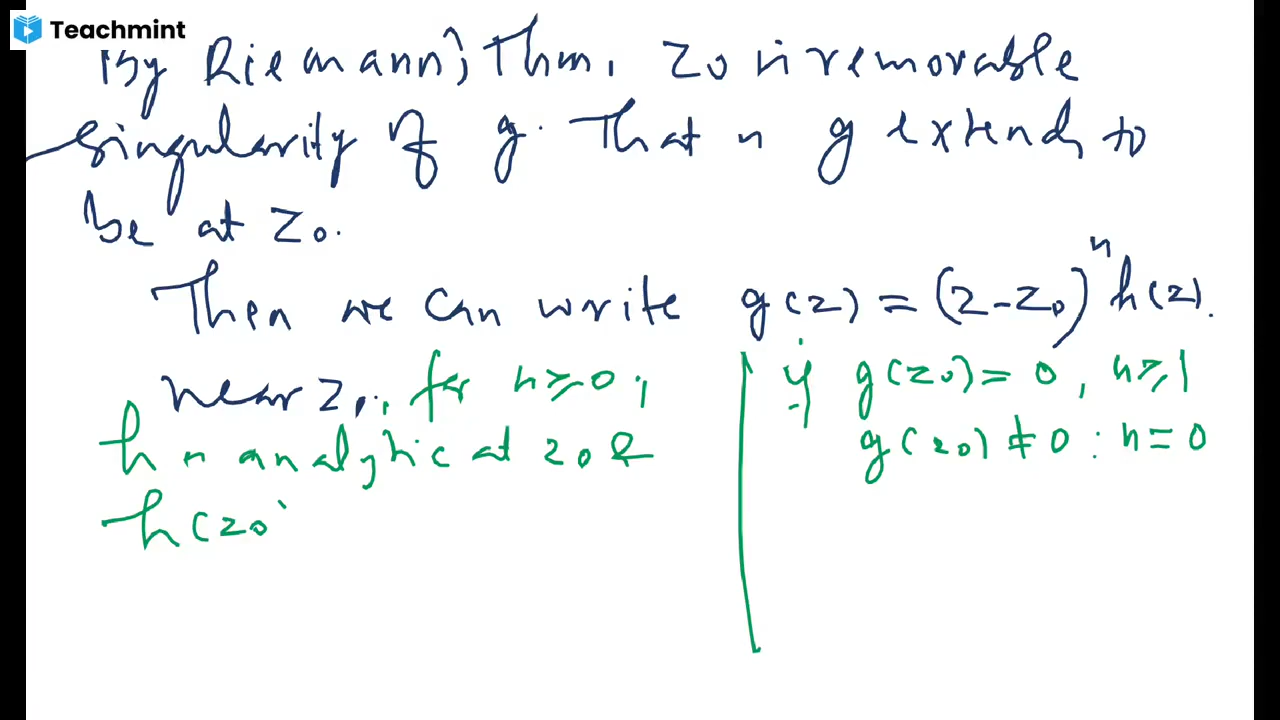 Teachmint
By Riemann's Thm, z0 is removable
singularity of g. That is g extends to
be at z0.
Then we can write g(z) = (z-z0)^n h(z).
near z0, for n ≥ 0,
h is analytic at z0 &
h(z0)
if g(z0) = 0, n ≥ 1
g(z0) ≠ 0 : n = 0